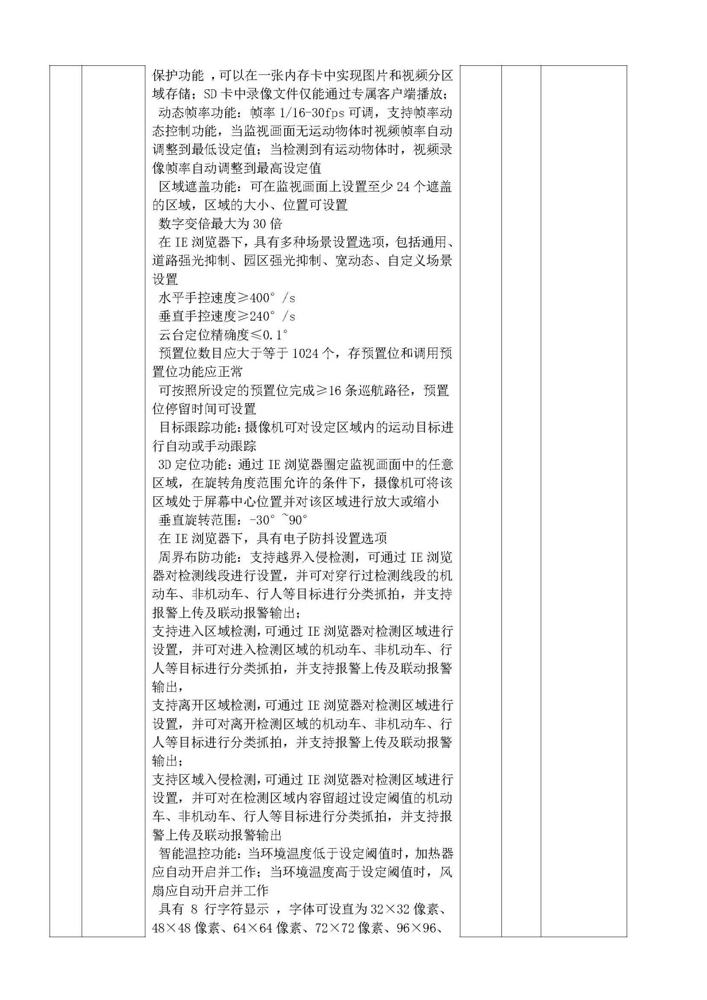 保护功能 ，可以在一张内存卡中实现图片和视频分区
域存储；SD 卡中录像文件仅能通过专属客户端播放；
动态帧率功能：帧率 1/16-30fps 可调，支持帧率动
态控制功能，当监视画面无运动物体时视频帧率自动
调整到最低设定值；当检测到有运动物体时，视频录
像帧率自动调整到最高设定值
区域遮盖功能：可在监视画面上设置至少 24 个遮盖
的区域，区域的大小、位置可设置
数字变倍最大为 30 倍
在 IE 浏览器下，具有多种场景设置选项，包括通用、
道路强光抑制、园区强光抑制、宽动态、自定义场景
设置
水平手控速度≥400°/s
垂直手控速度≥240°/s
云台定位精确度≤0.1°
预置位数目应大于等于 1024 个，存预置位和调用预
置位功能应正常
可按照所设定的预置位完成≥16 条巡航路径，预置
位停留时间可设置
目标跟踪功能：摄像机可对设定区域内的运动目标进
行自动或手动跟踪
3D 定位功能：通过 IE 浏览器圈定监视画面中的任意
区域，在旋转角度范围允许的条件下，摄像机可将该
区域处于屏幕中心位置并对该区域进行放大或缩小
垂直旋转范围：-30°~90°
在 IE 浏览器下，具有电子防抖设置选项
周界布防功能：支持越界入侵检测，可通过 IE 浏览
器对检测线段进行设置，并可对穿行过检测线段的机
动车、非机动车、行人等目标进行分类抓拍，并支持
报警上传及联动报警输出；
支持进入区域检测，可通过 IE 浏览器对检测区域进行
设置，并可对进入检测区域的机动车、非机动车、行
人等目标进行分类抓拍，并支持报警上传及联动报警
输出，
支持离开区域检测，可通过 IE 浏览器对检测区域进行
设置，并可对离开检测区域的机动车、非机动车、行
人等目标进行分类抓拍，并支持报警上传及联动报警
输出；
支持区域入侵检测，可通过 IE 浏览器对检测区域进行
设置，并可对在检测区域内容留超过设定阈值的机动
车、非机动车、行人等目标进行分类抓拍，并支持报
警上传及联动报警输出
智能温控功能：当环境温度低于设定阈值时，加热器
应自动开启并工作；当环境温度高于设定阈值时，风
扇应自动开启并工作
具有 8 行字符显示 ，字体可设直为 32×32 像素、
48×48 像素、64×64 像素、72×72 像素、96×96、